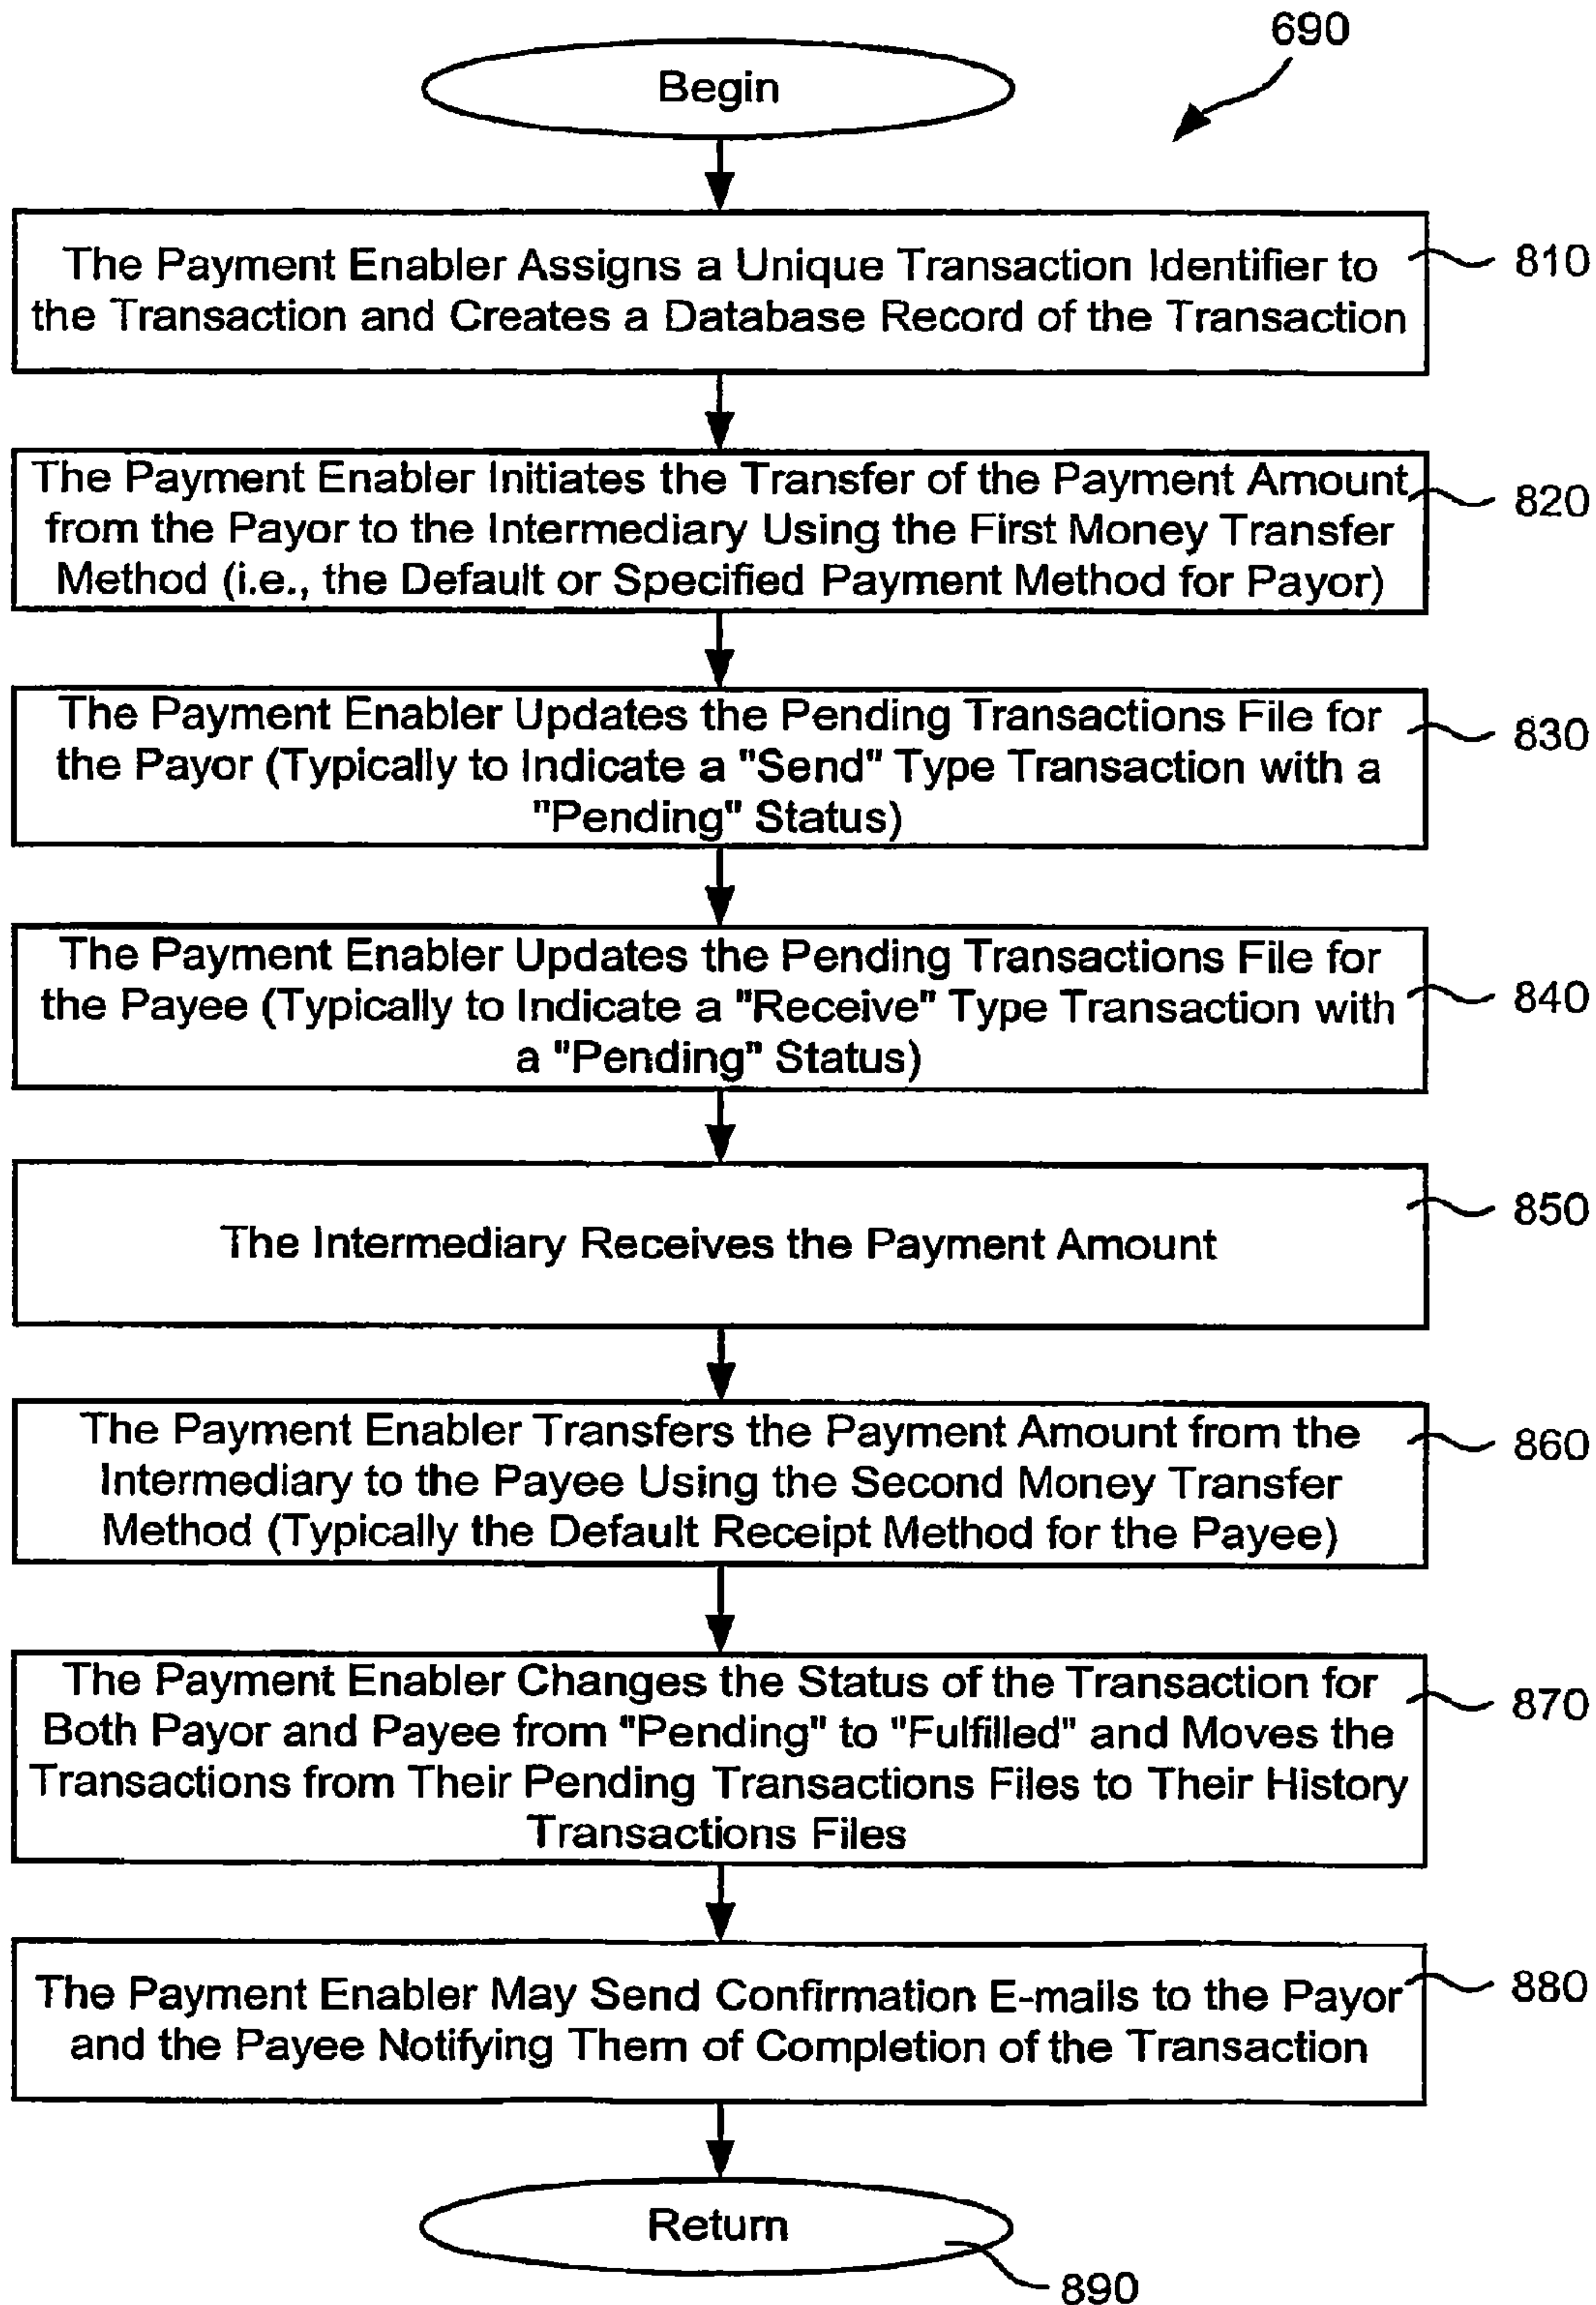 690
Begin
The Payment Enabler Assigns a Unique Transaction Identifier to
the Transaction and Creates a Database Record of the Transaction
810
The Payment Enabler Initiates the Transfer of the Payment Amount
from the Payor to the Intermediary Using the First Money Transfer
Method (i.e., the Default or Specified Payment Method for Payor)
820
The Payment Enabler Updates the Pending Transactions File for
the Payor (Typically to Indicate a "Send" Type Transaction with a
"Pending" Status)
830
The Payment Enabler Updates the Pending Transactions File for
the Payee (Typically to Indicate a "Receive" Type Transaction with
a "Pending" Status)
840
The Intermediary Receives the Payment Amount
850
The Payment Enabler Transfers the Payment Amount from the
Intermediary to the Payee Using the Second Money Transfer
Method (Typically the Default Receipt Method for the Payee)
860
The Payment Enabler Changes the Status of the Transaction for
Both Payor and Payee from "Pending" to "Fulfilled" and Moves the
Transactions from Their Pending Transactions Files to Their History
Transactions Files
870
The Payment Enabler May Send Confirmation E-mails to the Payor
and the Payee Notifying Them of Completion of the Transaction
880
Return
890